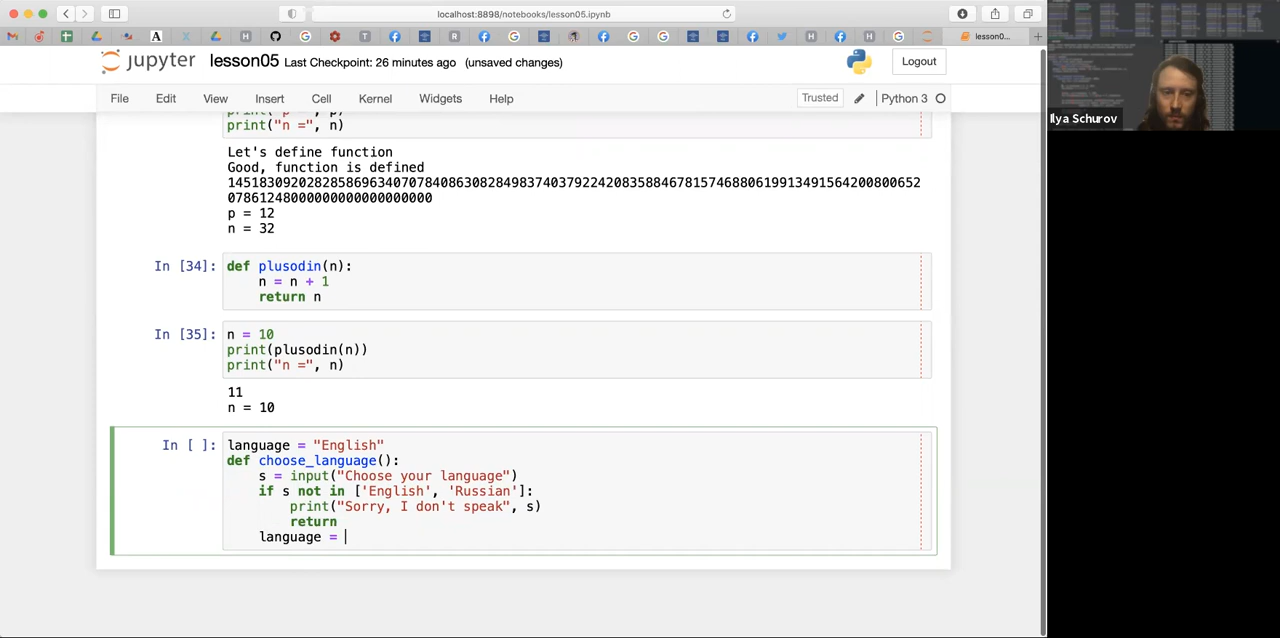 localhost:8898/notebooks/lesson05.ipynb
lesson0...
jupyter lesson05 Last Checkpoint: 26 minutes ago (unsaved changes)
Logout
File Edit View Insert Cell Kernel Widgets Help
Trusted Python 3
print("n =", n)
Let's define function
Good, function is defined
In [34]: def plusodin(n):
n = n + 1
return n
p = 12
n = 32
In [35]: n = 10
print(plusodin(n))
print("n =", n)
11
n = 10
In [ ]: language = "English"
def choose_language():
s = input("Choose your language")
if s not in ['English', 'Russian']:
print("Sorry, I don't speak", s)
return
language =
Ilya Schurov